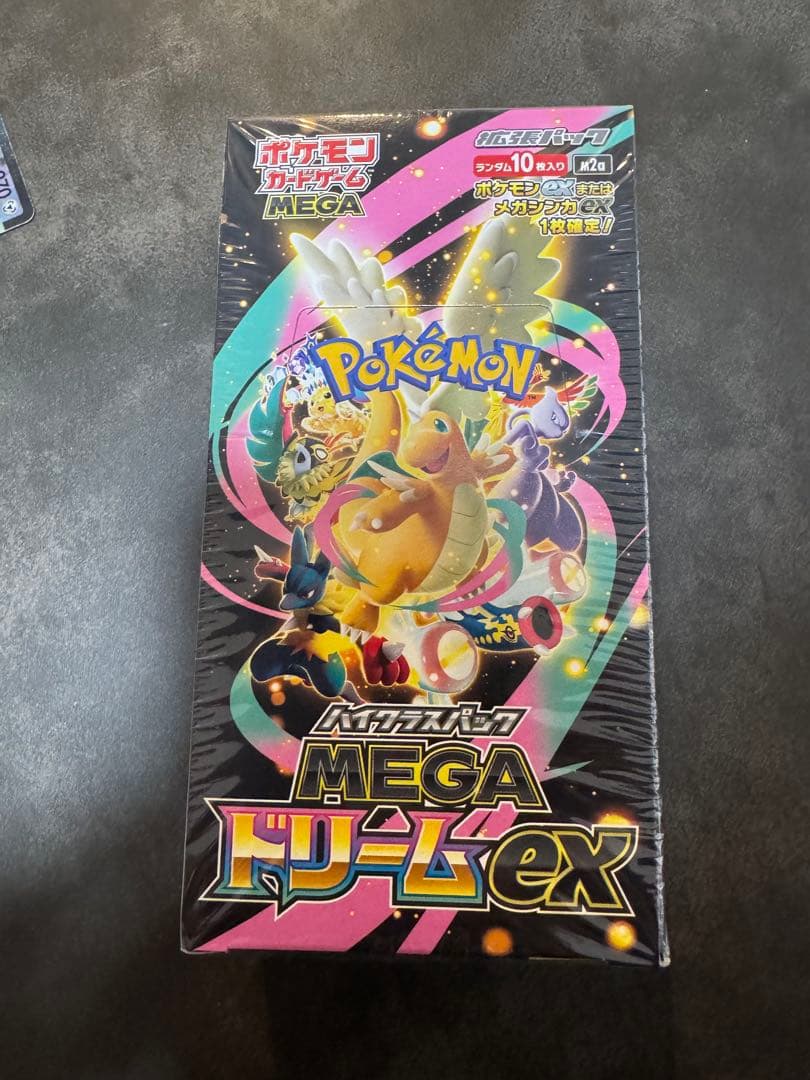 ポケモン
カードゲーム
MEGA
拡張パック
ランダム10枚入り M2a
ポケモンexまたは
メガシンカex
1枚確定!
POKéMON
TM
ハイクラスパック
MEGA
ドリームex
070